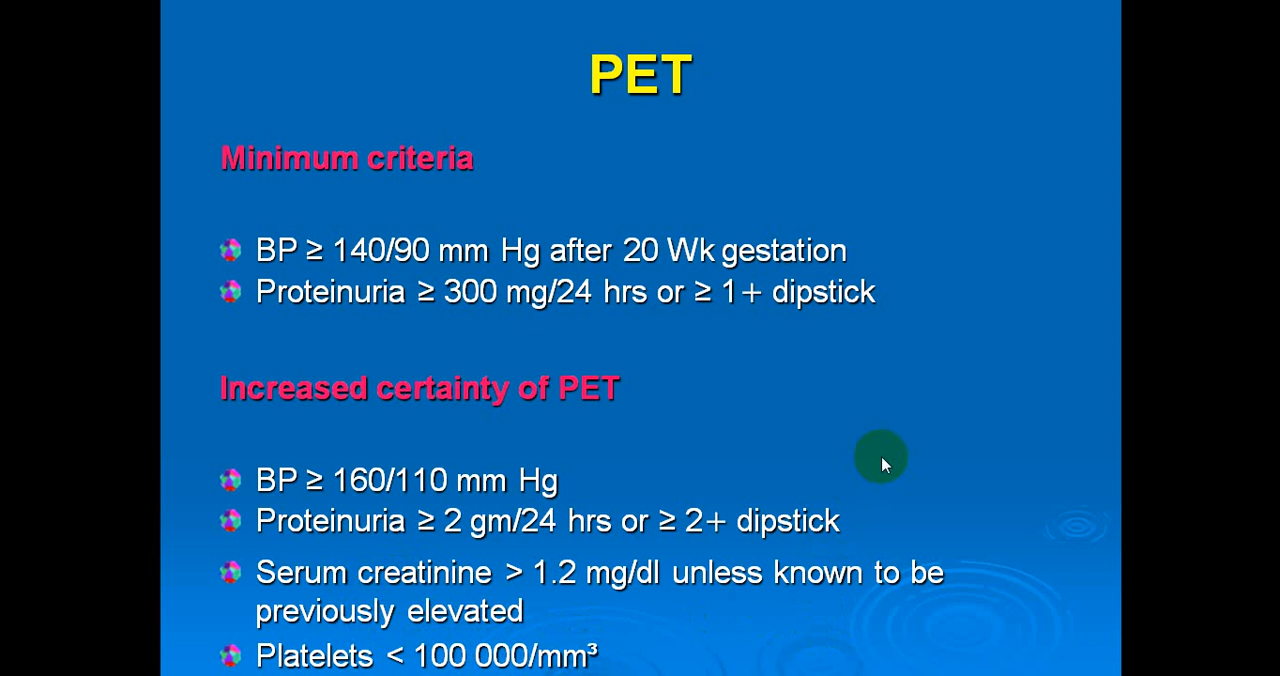 PET
Minimum criteria
BP ≥ 140/90 mm Hg after 20 Wk gestation
Proteinuria ≥ 300 mg/24 hrs or ≥ 1+ dipstick
Increased certainty of PET
BP ≥ 160/110 mm Hg
Proteinuria ≥ 2 gm/24 hrs or ≥ 2+ dipstick
Serum creatinine > 1.2 mg/dl unless known to be
previously elevated
Platelets < 100 000/mm³